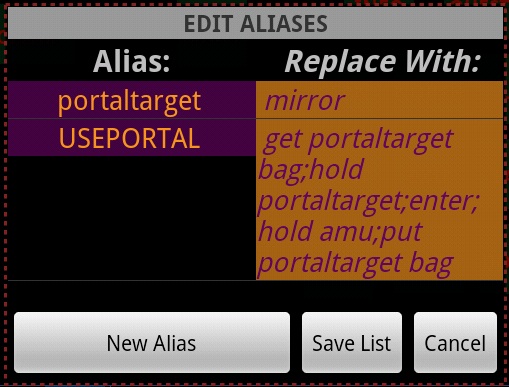 EDIT ALIASES
Alias: Replace With:
portaltarget mirror
USEPORTAL get portaltarget
bag;hold
portaltarget;enter;
hold amu;put
portaltarget bag
New Alias Save List Cancel